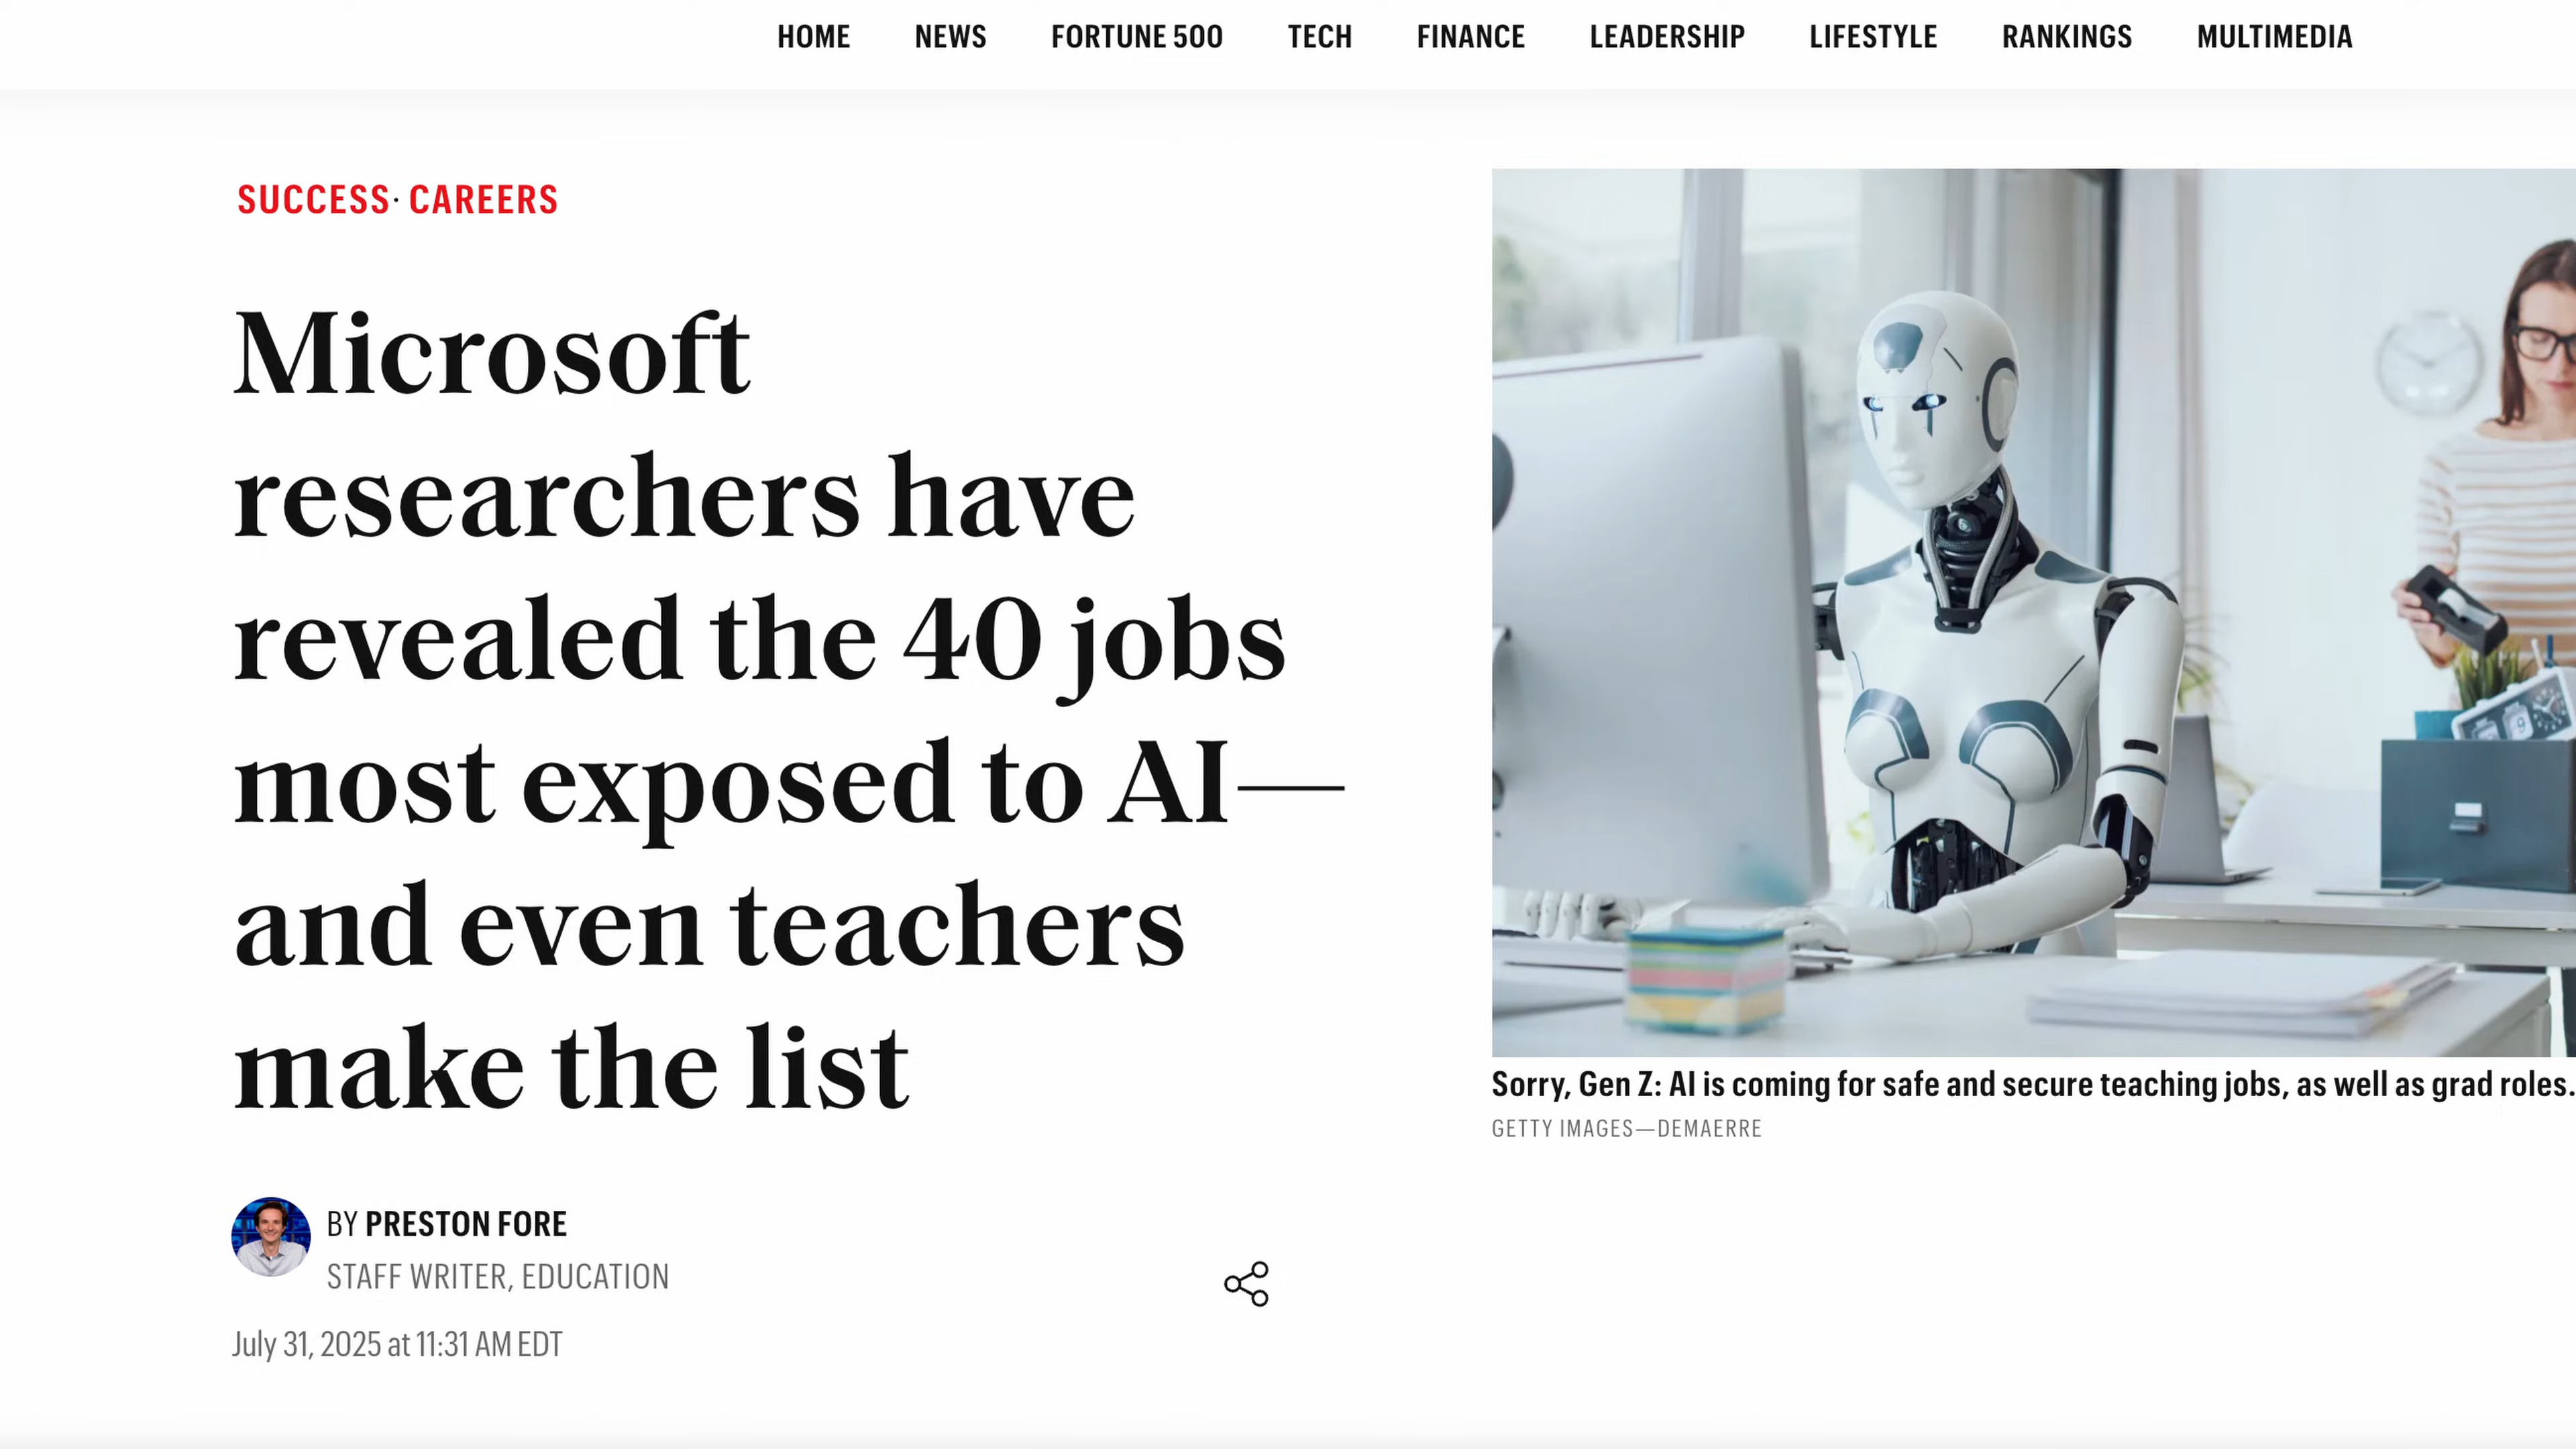 HOME NEWS FORTUNE 500 TECH FINANCE LEADERSHIP LIFESTYLE RANKINGS MULTIMEDIA
SUCCESS· CAREERS
Microsoft
researchers have
revealed the 40 jobs
most exposed to AI—
and even teachers
make the list
BY PRESTON FORE
STAFF WRITER, EDUCATION
July 31, 2025 at 11:31 AM EDT
Sorry, Gen Z: AI is coming for safe and secure teaching jobs, as well as grad roles.
GETTY IMAGES—DEMAERRE